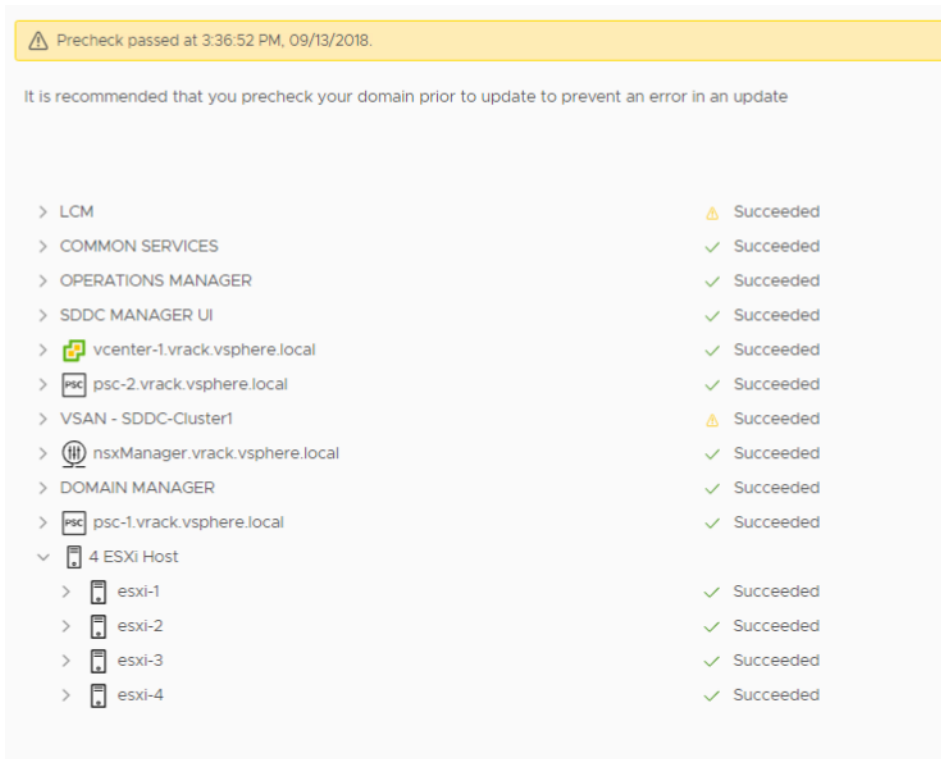 Precheck passed at 3:36:52 PM, 09/13/2018.
It is recommended that you precheck your domain prior to update to prevent an error in an update
LCM Succeeded
COMMON SERVICES Succeeded
OPERATIONS MANAGER Succeeded
SDDC MANAGER UI Succeeded
vcenter-1.vrack.vsphere.local Succeeded
PSC psc-2.vrack.vsphere.local Succeeded
VSAN - SDDC-Cluster1 Succeeded
nsxManager.vrack.vsphere.local Succeeded
DOMAIN MANAGER Succeeded
PSC psc-1.vrack.vsphere.local Succeeded
4 ESXi Host
esxi-1 Succeeded
esxi-2 Succeeded
esxi-3 Succeeded
esxi-4 Succeeded